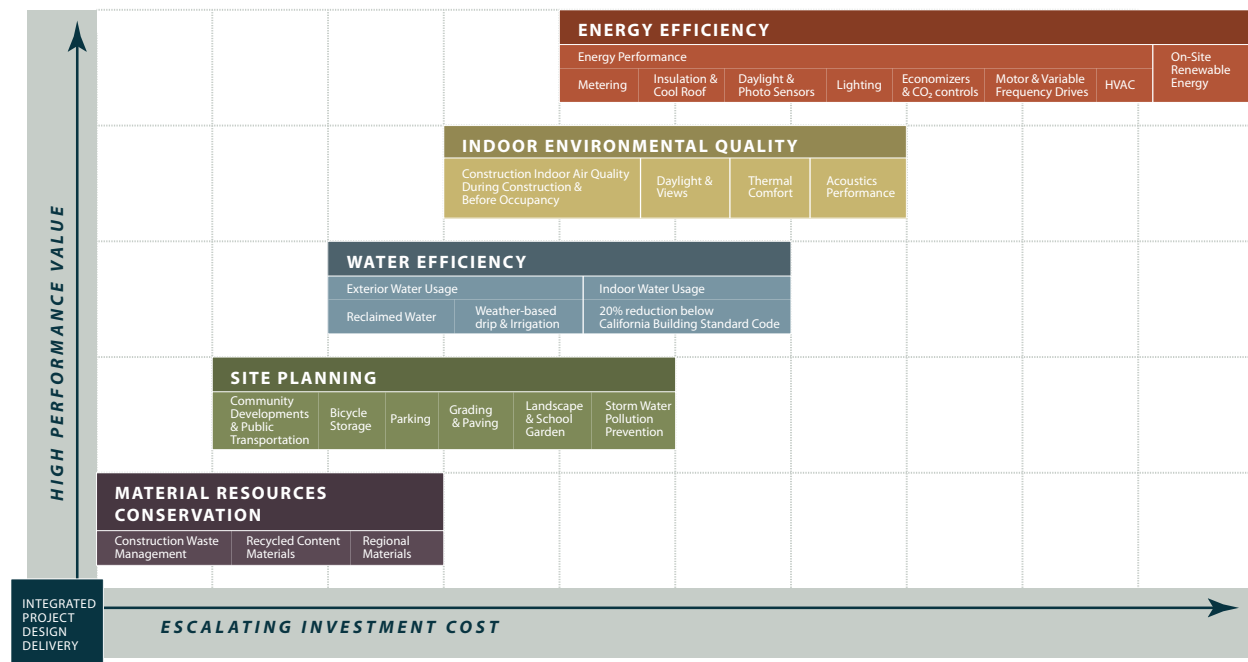 HIGH PERFORMANCE VALUE
ENERGY EFFICIENCY
Energy Performance
Metering
Insulation &
Cool Roof
Daylight &
Photo Sensors
Lighting
Economizers
& CO₂ controls
Motor & Variable
Frequency Drives
HVAC
On-Site
Renewable
Energy
INDOOR ENVIRONMENTAL QUALITY
Construction Indoor Air Quality
During Construction &
Before Occupancy
Daylight &
Views
Thermal
Comfort
Acoustics
Performance
WATER EFFICIENCY
Exterior Water Usage
Reclaimed Water
Weather-based
drip & Irrigation
Indoor Water Usage
20% reduction below
California Building Standard Code
SITE PLANNING
Community
Developments
& Public
Transportation
Bicycle
Storage
Parking
Grading
& Paving
Landscape
& School
Garden
Storm Water
Pollution
Prevention
MATERIAL RESOURCES
CONSERVATION
Construction Waste
Management
Recycled Content
Materials
Regional
Materials
INTEGRATED
PROJECT
DESIGN
DELIVERY
ESCALATING INVESTMENT COST